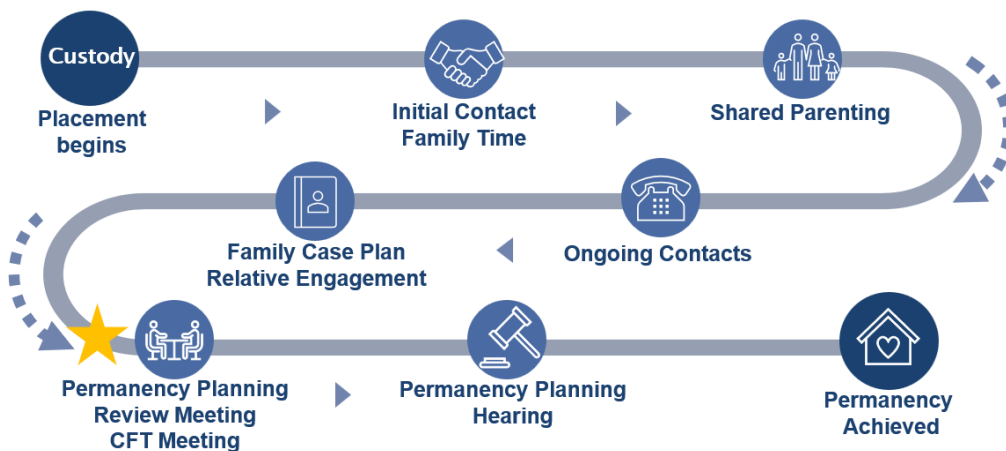 Custody
Placement
begins
Initial Contact
Family Time
Shared Parenting
Family Case Plan
Relative Engagement
Ongoing Contacts
Permanency Planning
Review Meeting
CFT Meeting
Permanency Planning
Hearing
Permanency
Achieved